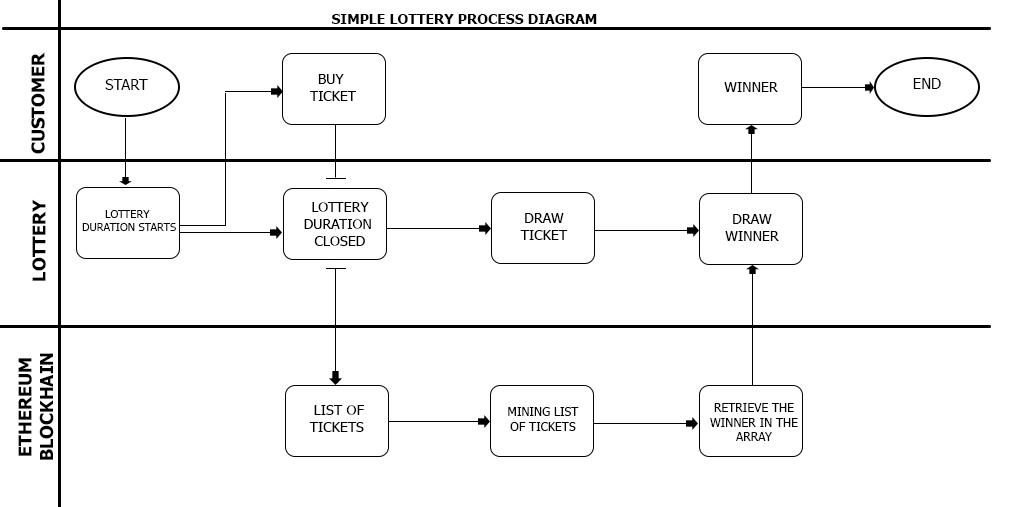 SIMPLE LOTTERY PROCESS DIAGRAM
CUSTOMER
START
BUY
TICKET
WINNER
END
LOTTERY
LOTTERY
DURATION STARTS
LOTTERY
DURATION
CLOSED
DRAW
TICKET
DRAW
WINNER
ETHEREUM
BLOCKHAIN
LIST OF
TICKETS
MINING LIST
OF TICKETS
RETRIEVE THE
WINNER IN THE
ARRAY